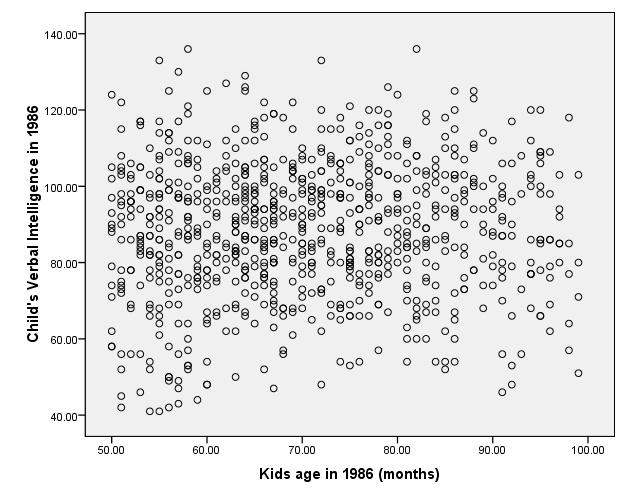 140.00
120.00
100.00
80.00
60.00
40.00
Child's Verbal Intelligence in 1986
50.00 60.00 70.00 80.00 90.00 100.00
Kids age in 1986 (months)